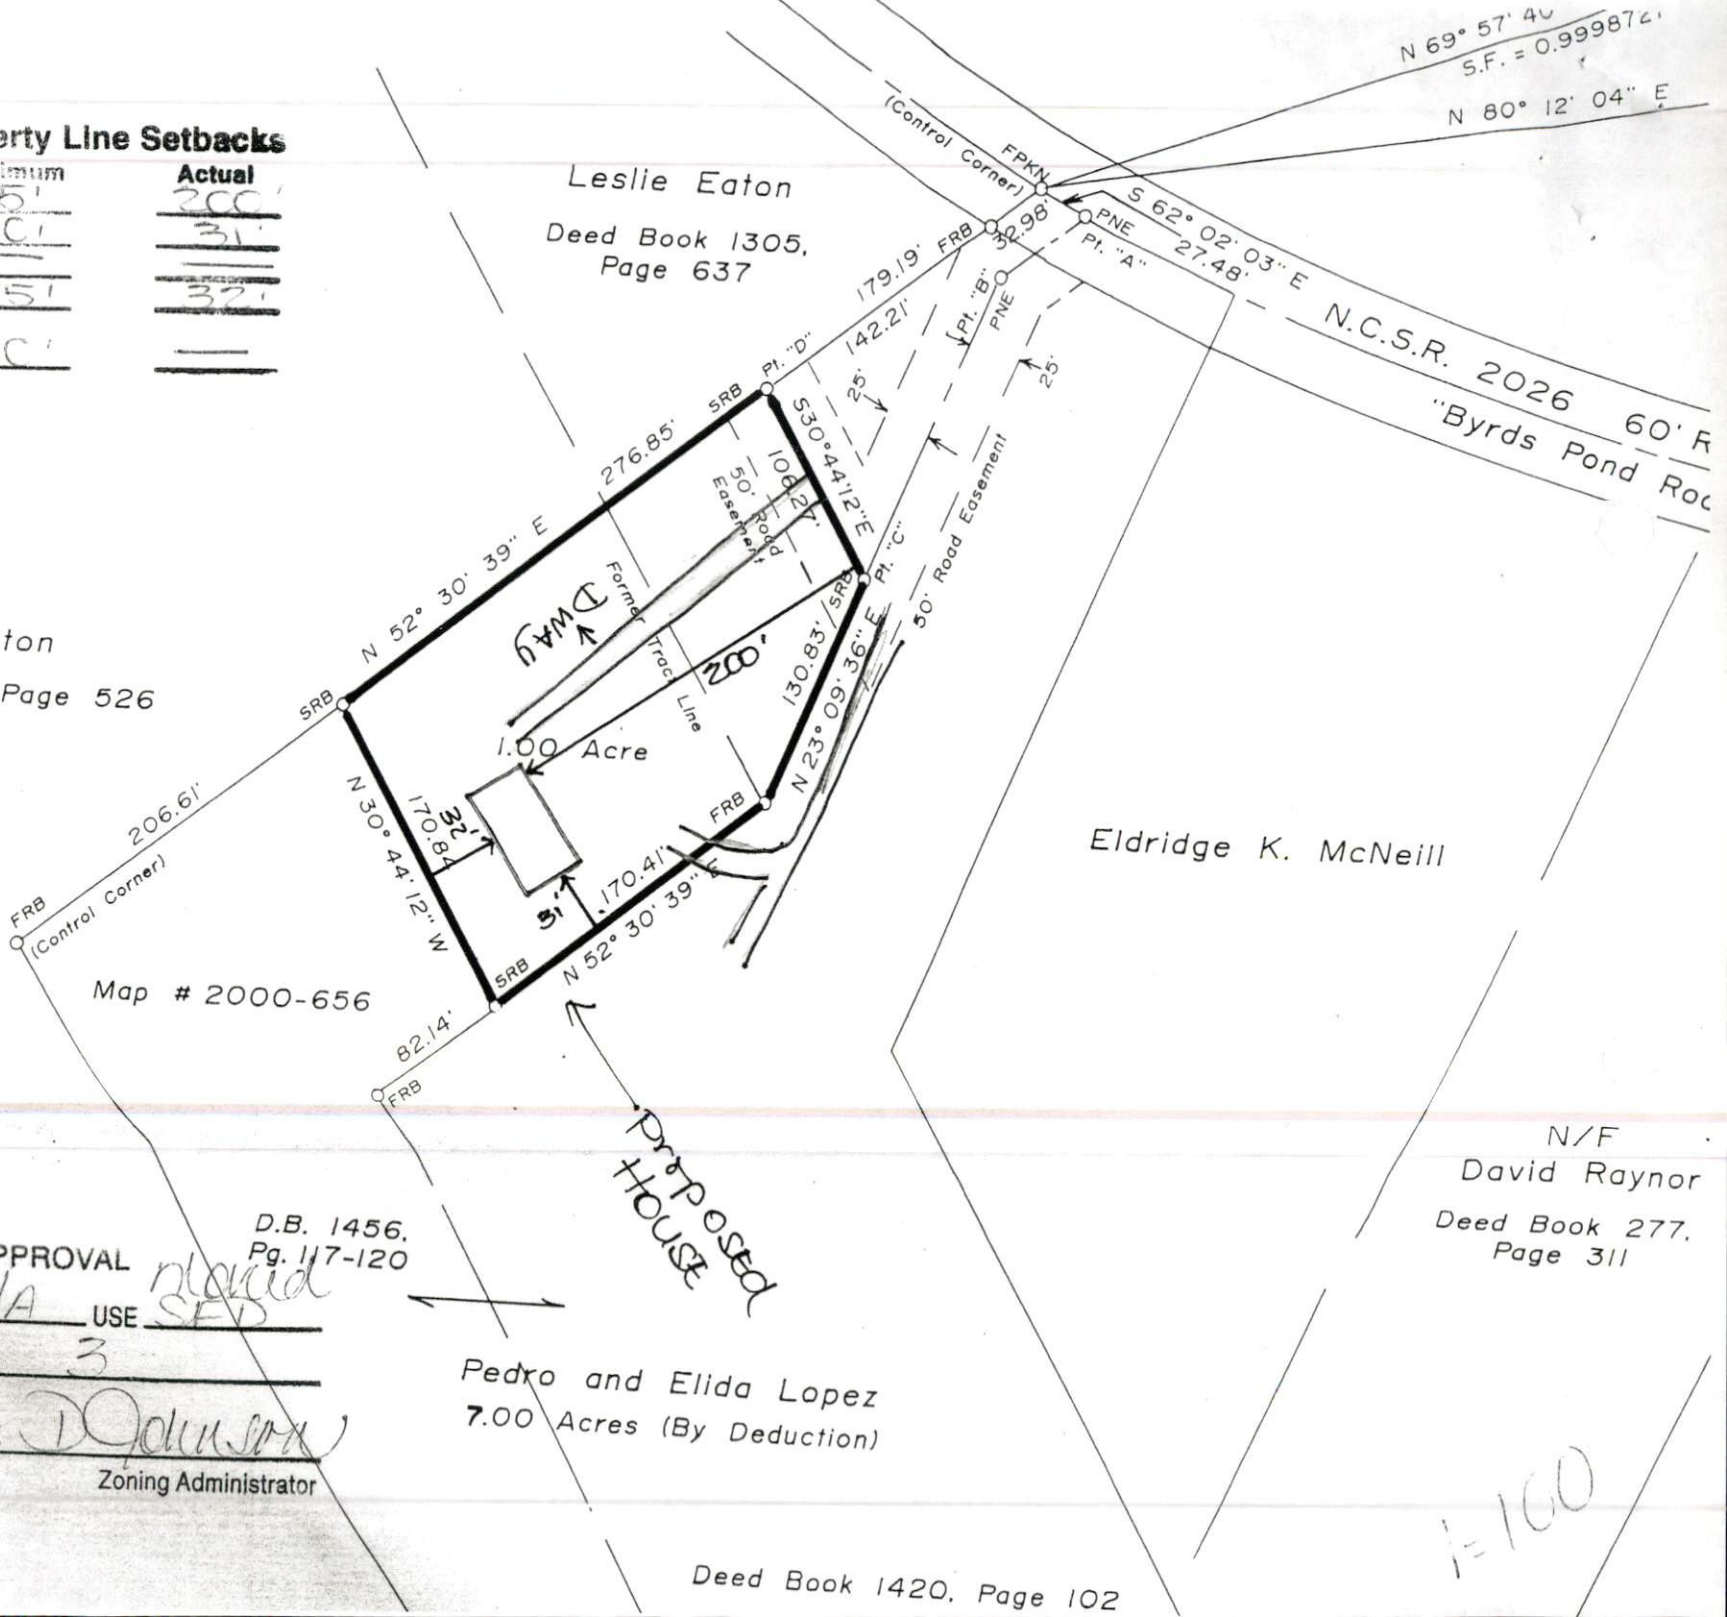 N 69° 57' 4
S.F. = 0.999872
N 80° 12' 04" E
erty Line Setbacks
imum Actual
5' 200'
31'
5' 32'
Leslie Eaton
Deed Book 1305,
Page 637
(Control Corner)
FPKN
S 62° 02' 03" E
27.48'
PNE
Pt. "A"
32.98'
FRB
179.19'
142.21'
Pt. "B"
PNE
25'
25'
N.C.S.R. 2026 60' R
"Byrds Pond Roa
Pt. "D"
SRB
276.85'
N 52° 30' 39" E
S30°44'12"E
106.27'
50' Road
Easement
50' Road Easement
Pt. "C"
SRB
Former Tract Line
DWAY
200'
130.83'
N 23° 09' 36" E
ton
Page 526
SRB
1.00 Acre
206.61'
N 30° 44' 12" W
170.84
32'
FRB
170.41'
N 52° 30' 39" E
31'
SRB
FRB
(Control Corner)
Map # 2000-656
82.14'
FRB
Eldridge K. McNeill
Proposed
House
N/F
David Raynor
Deed Book 277,
Page 311
D.B. 1456,
Pg. 117-120
PPROVAL
A USE SFD
3
DJohnson
Zoning Administrator
Pedro and Elida Lopez
7.00 Acres (By Deduction)
1=100
Deed Book 1420, Page 102